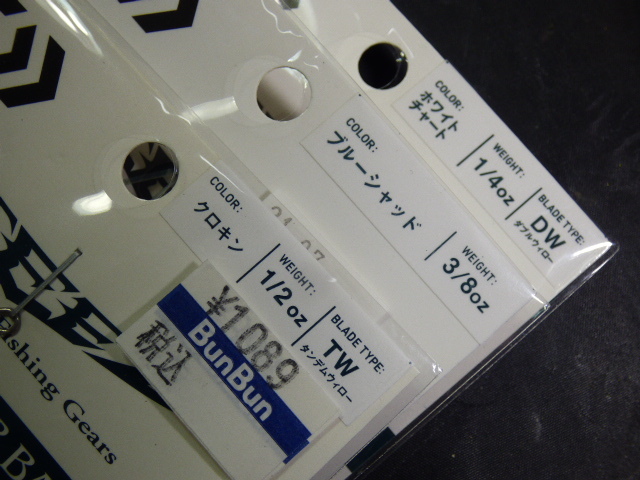 COLOR:
ホワイト
チャート
WEIGHT:
1/4oz
BLADE TYPE:
DW
ダブルウィロー
COLOR:
ブルーシャッド
WEIGHT:
3/8oz
COLOR:
クロキン
WEIGHT:
1/2oz
BLADE TYPE:
TW
タンデムウィロー
¥1089
税込
BunBun
ishing Gears